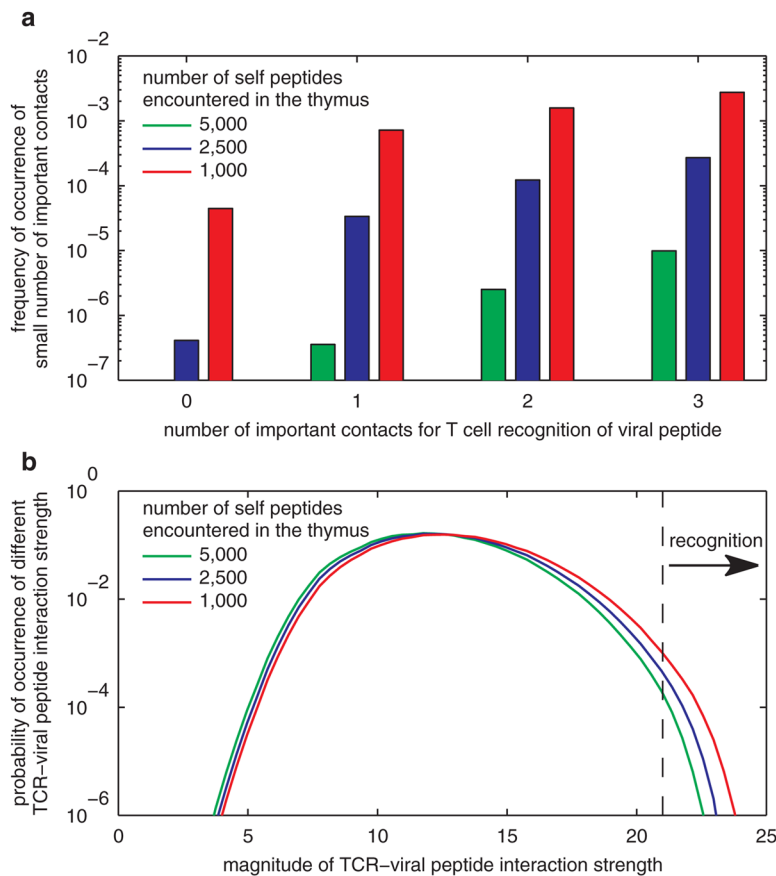 a
frequency of occurrence of
small number of important contacts
10^-2
10^-3
10^-4
10^-5
10^-6
10^-7
number of self peptides
encountered in the thymus
5,000
2,500
1,000
0 1 2 3
number of important contacts for T cell recognition of viral peptide
b
probability of occurrence of different
TCR–viral peptide interaction strength
10^0
10^-2
10^-4
10^-6
number of self peptides
encountered in the thymus
5,000
2,500
1,000
recognition
0 5 10 15 20 25
magnitude of TCR–viral peptide interaction strength